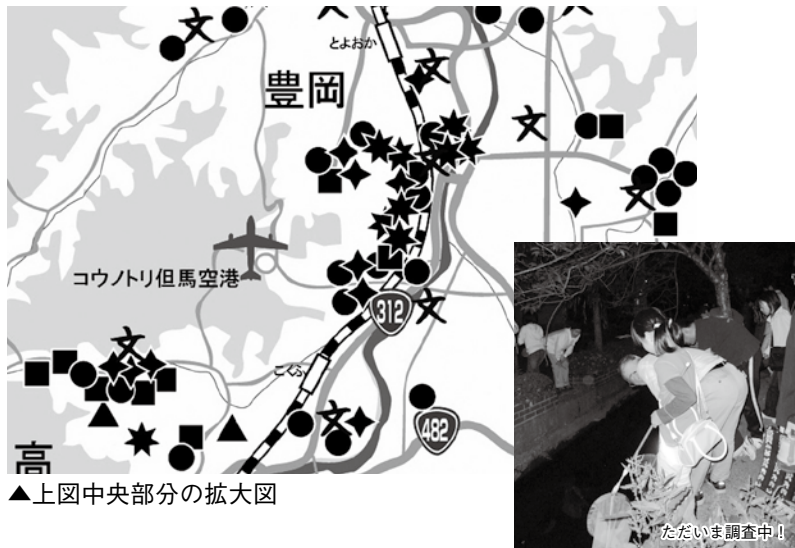 とよおか
豊岡
コウノトリ但馬空港
312
こくふ
482
高
▲上図中央部分の拡大図
ただいま調査中！